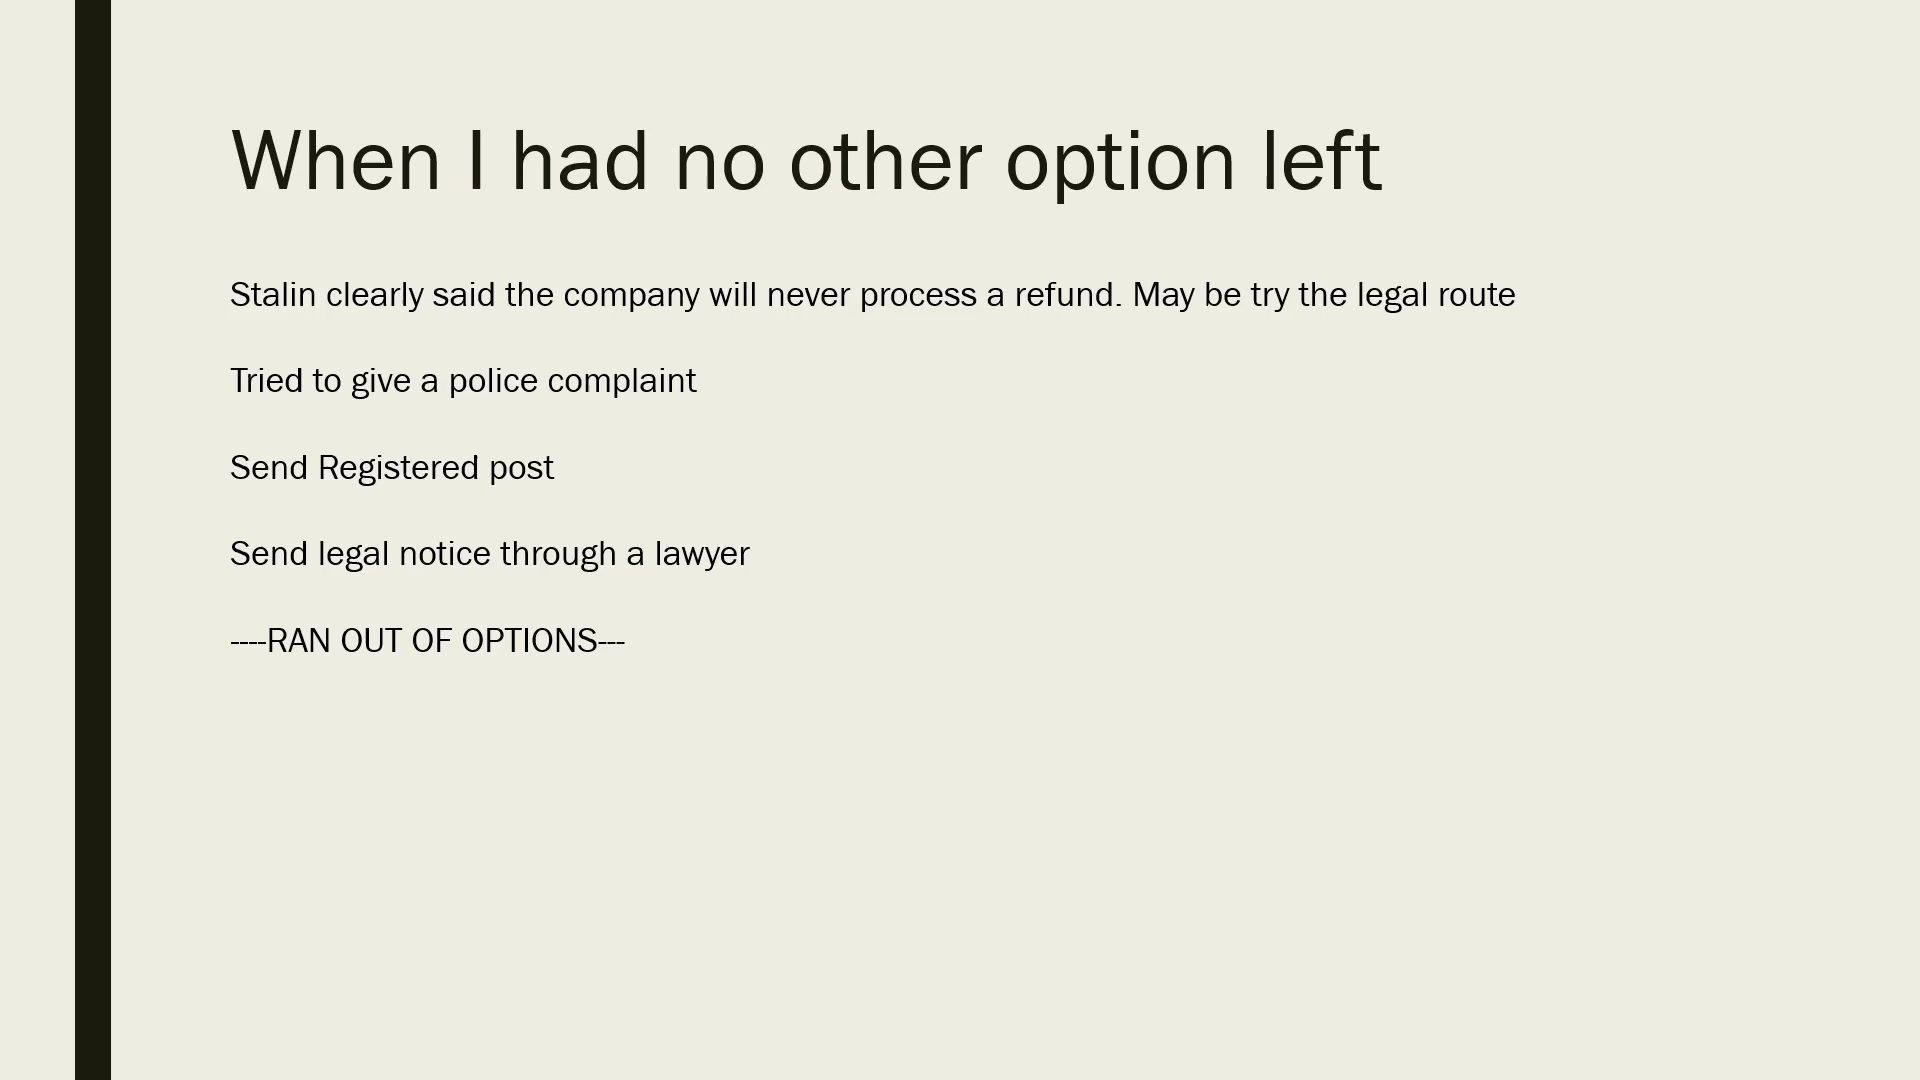 When I had no other option left
Stalin clearly said the company will never process a refund. May be try the legal route
Tried to give a police complaint
Send Registered post
Send legal notice through a lawyer
----RAN OUT OF OPTIONS---